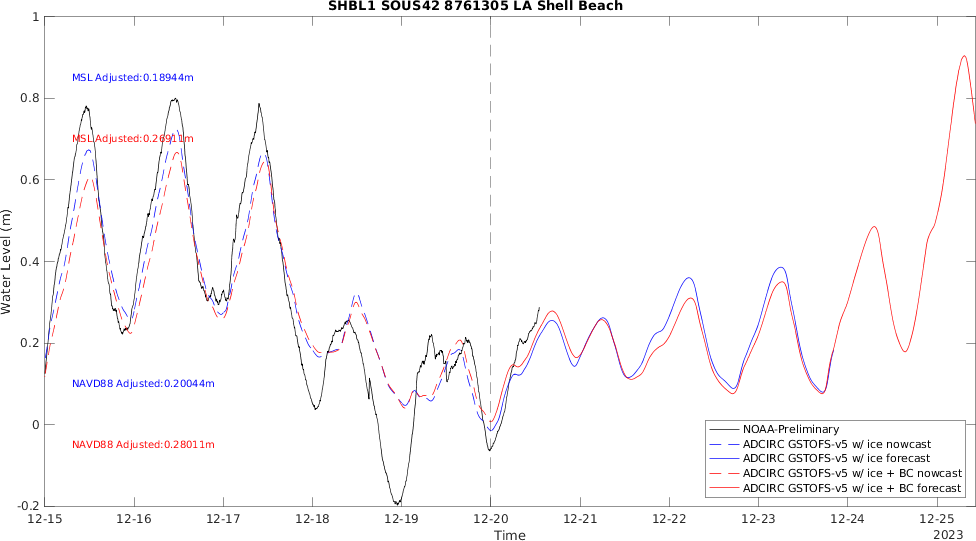 SHBL1 SOUS42 8761305 LA Shell Beach
1
0.8
0.6
0.4
0.2
0
-0.2
Water Level (m)
MSL Adjusted:0.18944m
MSL Adjusted:0.26911m
NAVD88 Adjusted:0.20044m
NAVD88 Adjusted:0.28011m
NOAA-Preliminary
ADCIRC GSTOFS-v5 w/ ice nowcast
ADCIRC GSTOFS-v5 w/ ice forecast
ADCIRC GSTOFS-v5 w/ ice + BC nowcast
ADCIRC GSTOFS-v5 w/ ice + BC forecast
12-15 12-16 12-17 12-18 12-19 12-20 12-21 12-22 12-23 12-24 12-25
Time
2023